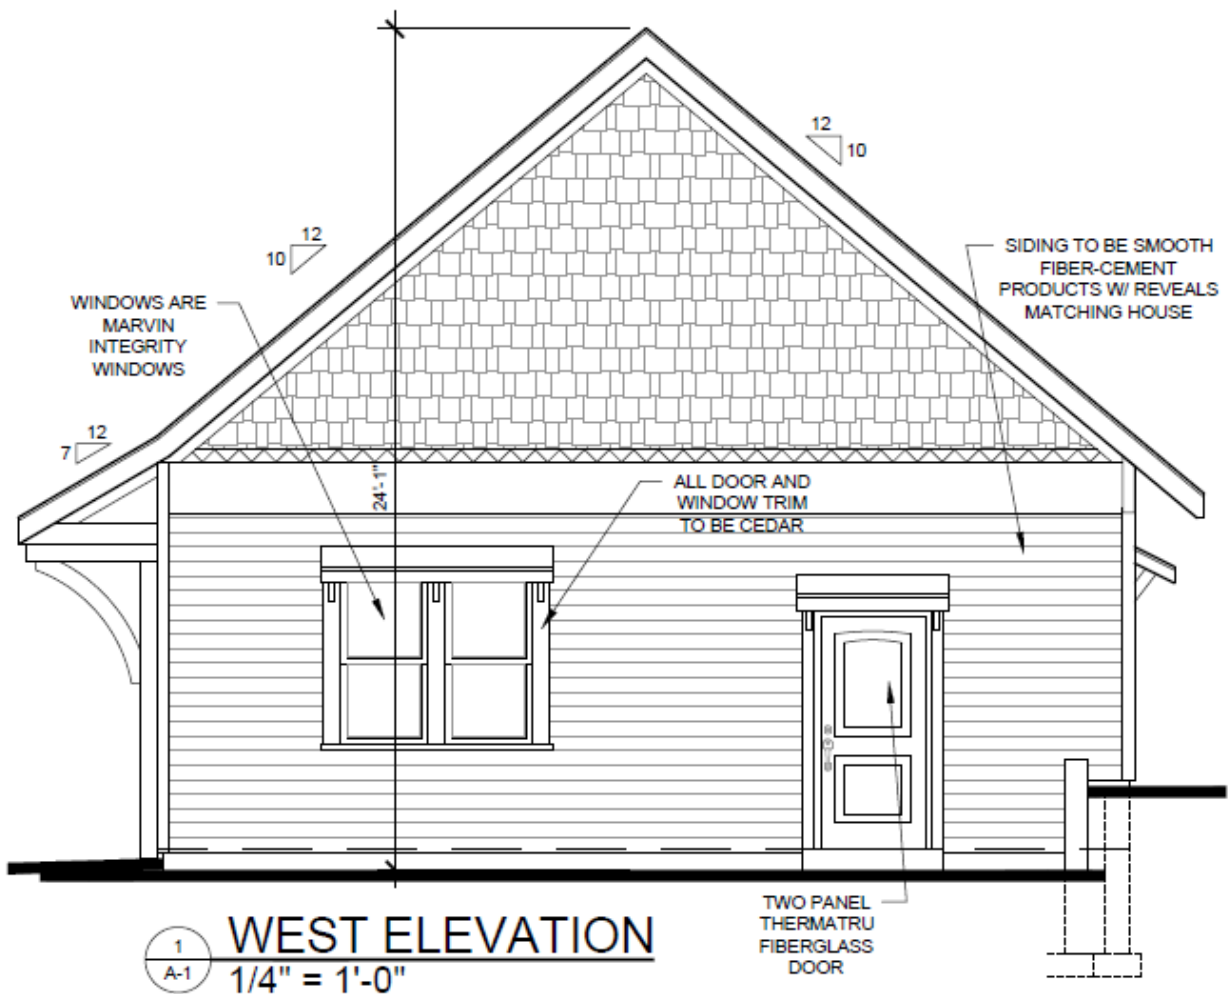 12
10
12
10
SIDING TO BE SMOOTH
FIBER-CEMENT
PRODUCTS W/ REVEALS
MATCHING HOUSE
WINDOWS ARE
MARVIN
INTEGRITY
WINDOWS
12
7
24'-1"
ALL DOOR AND
WINDOW TRIM
TO BE CEDAR
TWO PANEL
THERMATRU
FIBERGLASS
DOOR
1
A-1
WEST ELEVATION
1/4" = 1'-0"